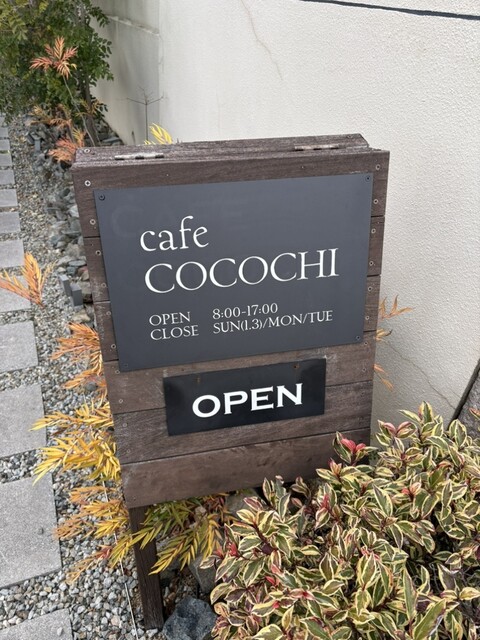 cafe
COCOCHI
OPEN 8:00-17:00
CLOSE SUN(1.3)/MON/TUE
OPEN